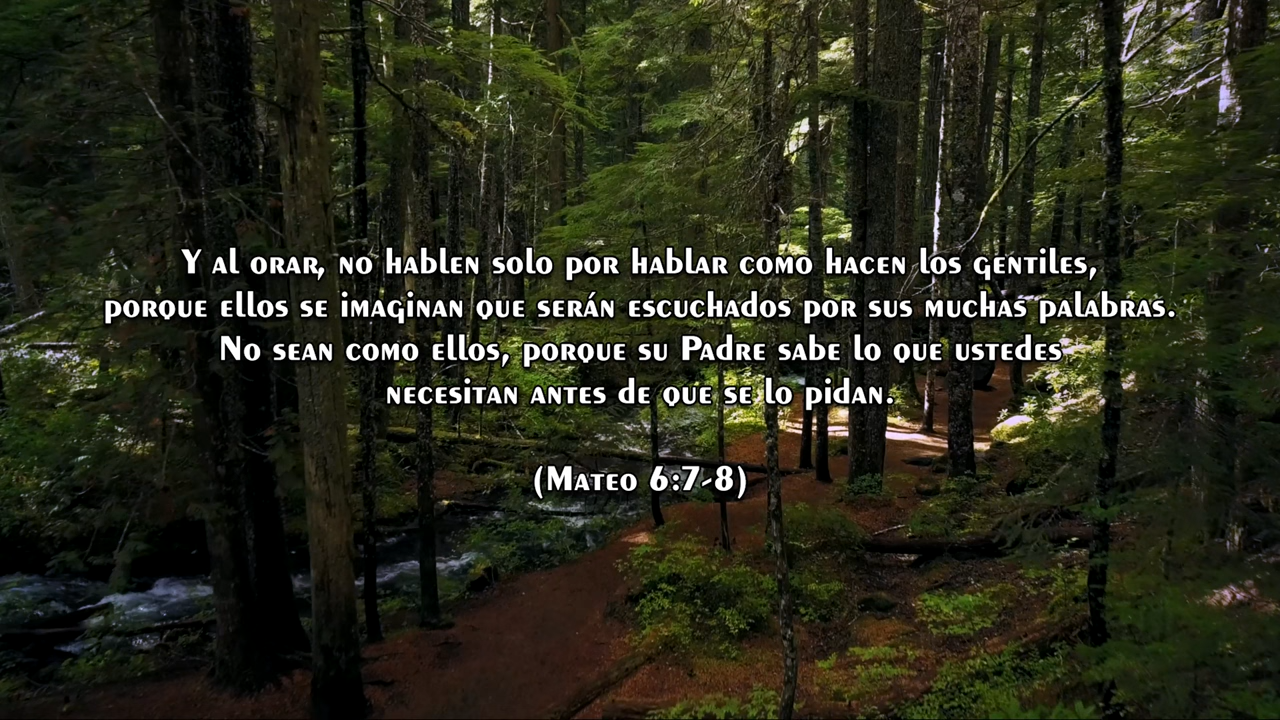 Y al orar, no hablen solo por hablar como hacen los gentiles,
porque ellos se imaginan que serán escuchados por sus muchas palabras.
No sean como ellos, porque su Padre sabe lo que ustedes
necesitan antes de que se lo pidan.
(Mateo 6:7-8)